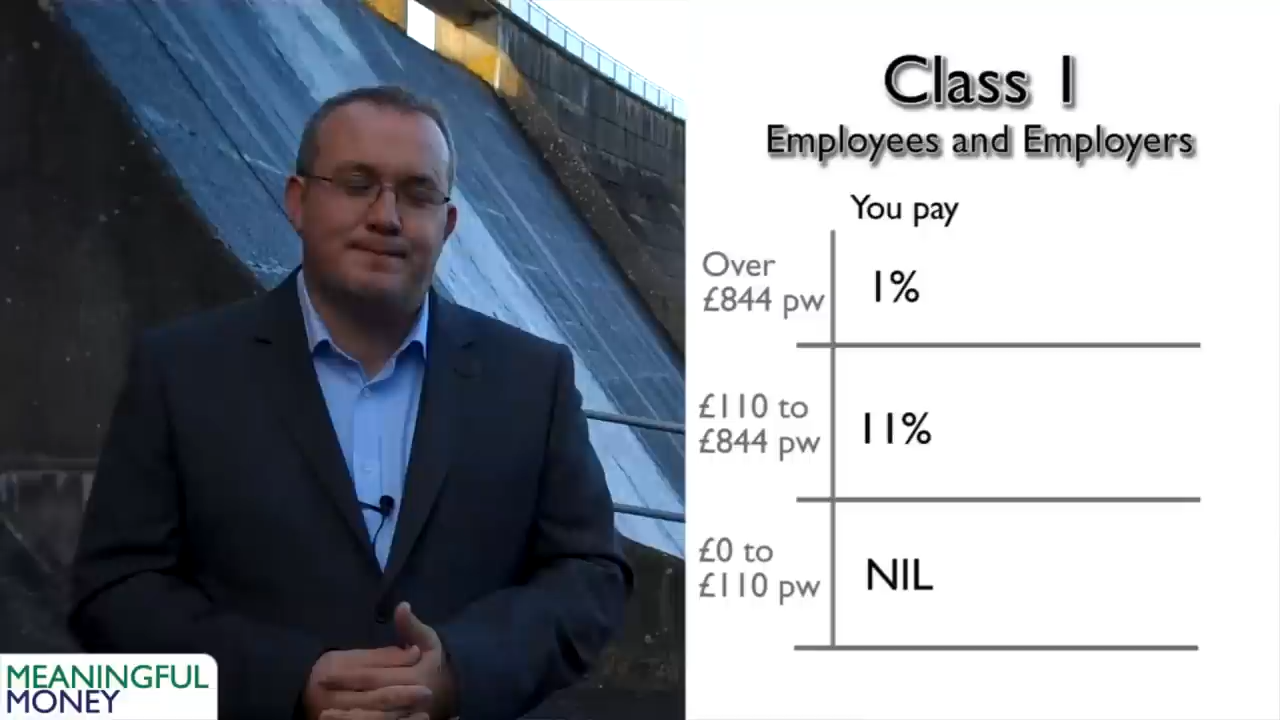 Class 1
Employees and Employers
You pay
Over
£844 pw
1%
£110 to
£844 pw
11%
£0 to
£110 pw
NIL
MEANINGFUL
MONEY